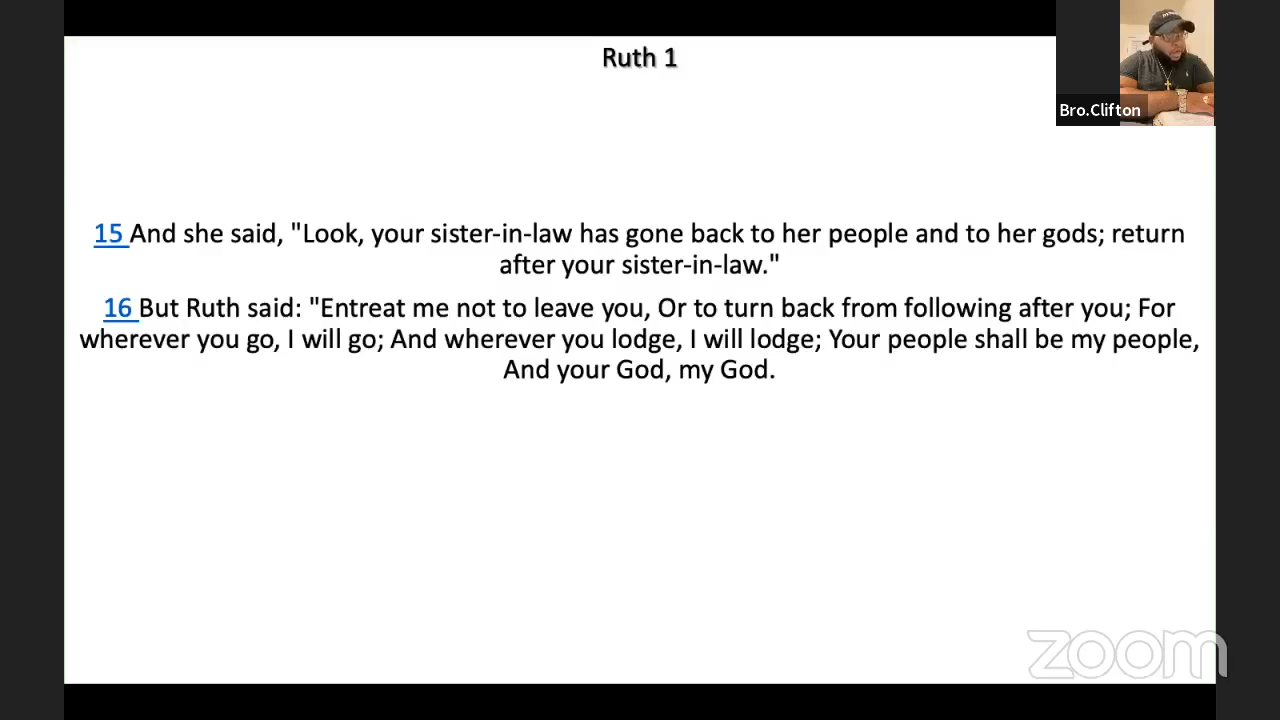 Ruth 1
Bro.Clifton
15 And she said, "Look, your sister-in-law has gone back to her people and to her gods; return
after your sister-in-law."
16 But Ruth said: "Entreat me not to leave you, Or to turn back from following after you; For
wherever you go, I will go; And wherever you lodge, I will lodge; Your people shall be my people,
And your God, my God.
zoom